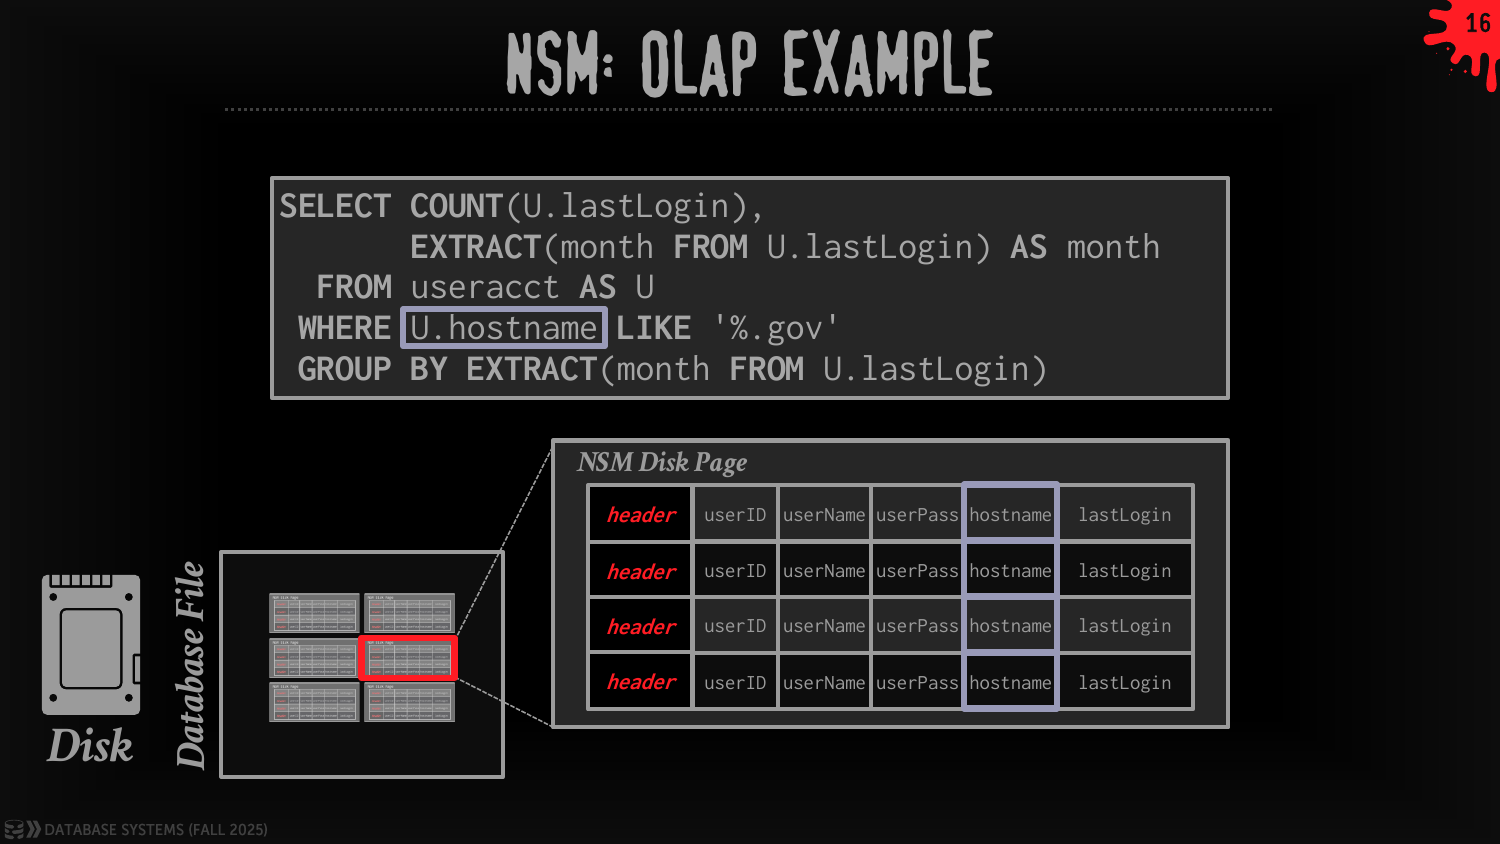 16
NSM: OLAP EXAMPLE
SELECT COUNT(U.lastLogin),
EXTRACT(month FROM U.lastLogin) AS month
FROM useracct AS U
WHERE U.hostname LIKE '%.gov'
GROUP BY EXTRACT(month FROM U.lastLogin)
NSM Disk Page
header userID userName userPass hostname lastLogin
header userID userName userPass hostname lastLogin
header userID userName userPass hostname lastLogin
header userID userName userPass hostname lastLogin
Database File
Disk
DATABASE SYSTEMS (FALL 2025)